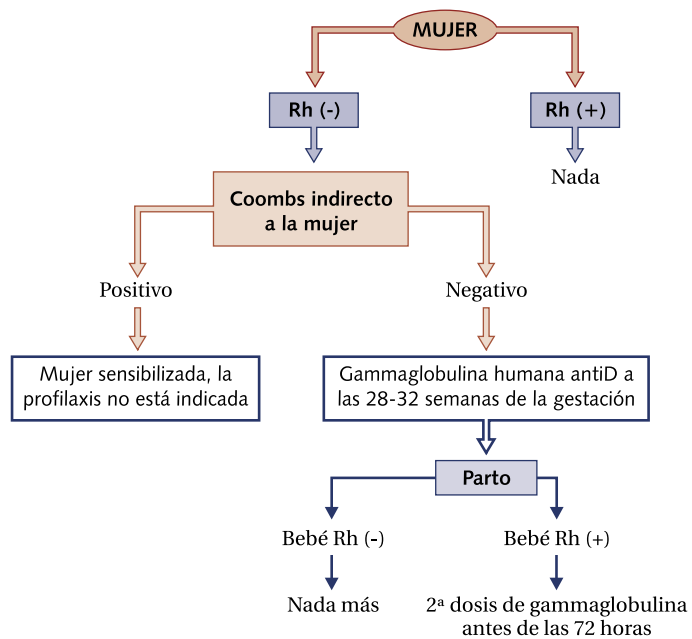 MUJER
Rh (-)
Rh (+)
Nada
Coombs indirecto
a la mujer
Positivo
Negativo
Mujer sensibilizada, la
profilaxis no está indicada
Gammaglobulina humana antiD a
las 28-32 semanas de la gestación
Parto
Bebé Rh (-)
Bebé Rh (+)
Nada más
2ª dosis de gammaglobulina
antes de las 72 horas